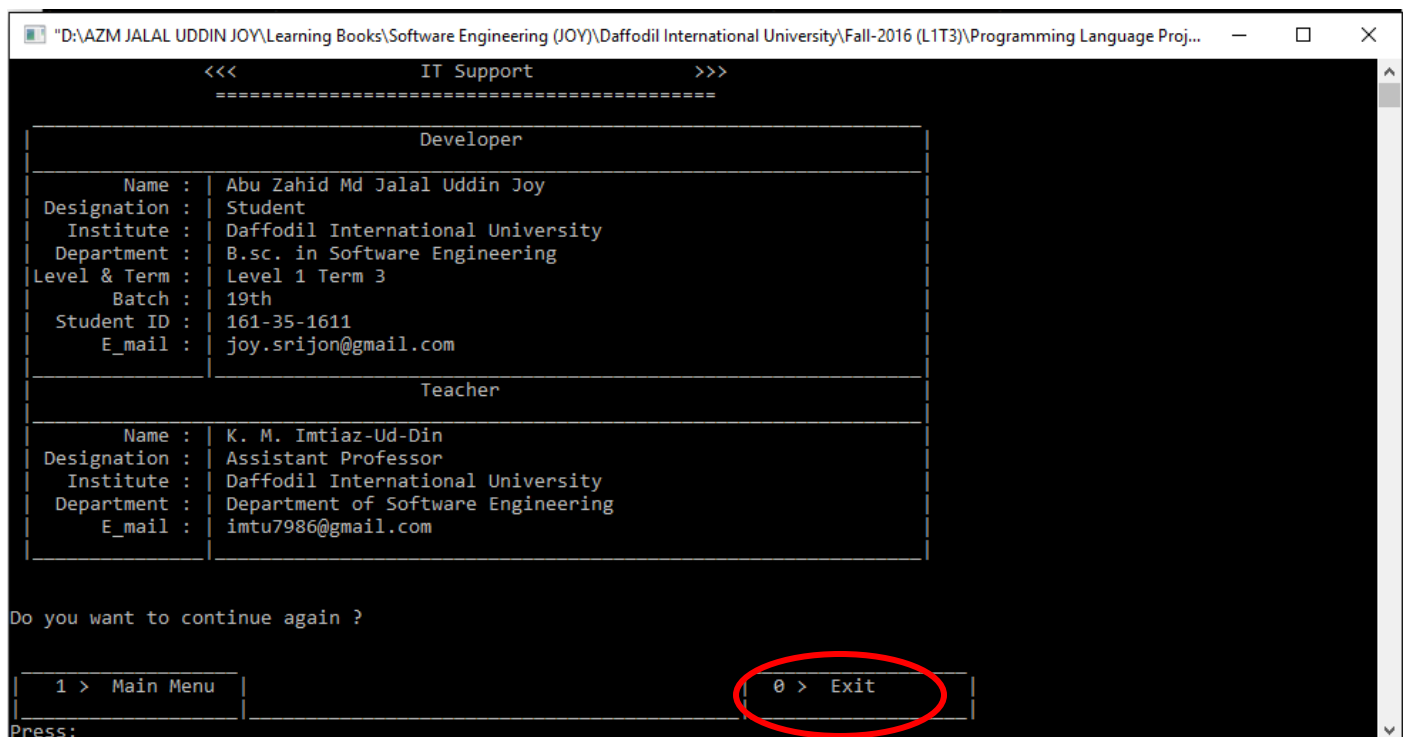 "D:\AZM JALAL UDDIN JOY\Learning Books\Software Engineering (JOY)\Daffodil International University\Fall-2016 (L1T3)\Programming Language Proj...
<<< IT Support >>>
============================================
Developer
Name : | Abu Zahid Md Jalal Uddin Joy
Designation : | Student
Institute : | Daffodil International University
Department : | B.sc. in Software Engineering
Level & Term : | Level 1 Term 3
Batch : | 19th
Student ID : | 161-35-1611
E_mail : | joy.srijon@gmail.com
Teacher
Name : | K. M. Imtiaz-Ud-Din
Designation : | Assistant Professor
Institute : | Daffodil International University
Department : | Department of Software Engineering
E_mail : | imtu7986@gmail.com
Do you want to continue again ?
1 > Main Menu | | 0 > Exit |
Press: